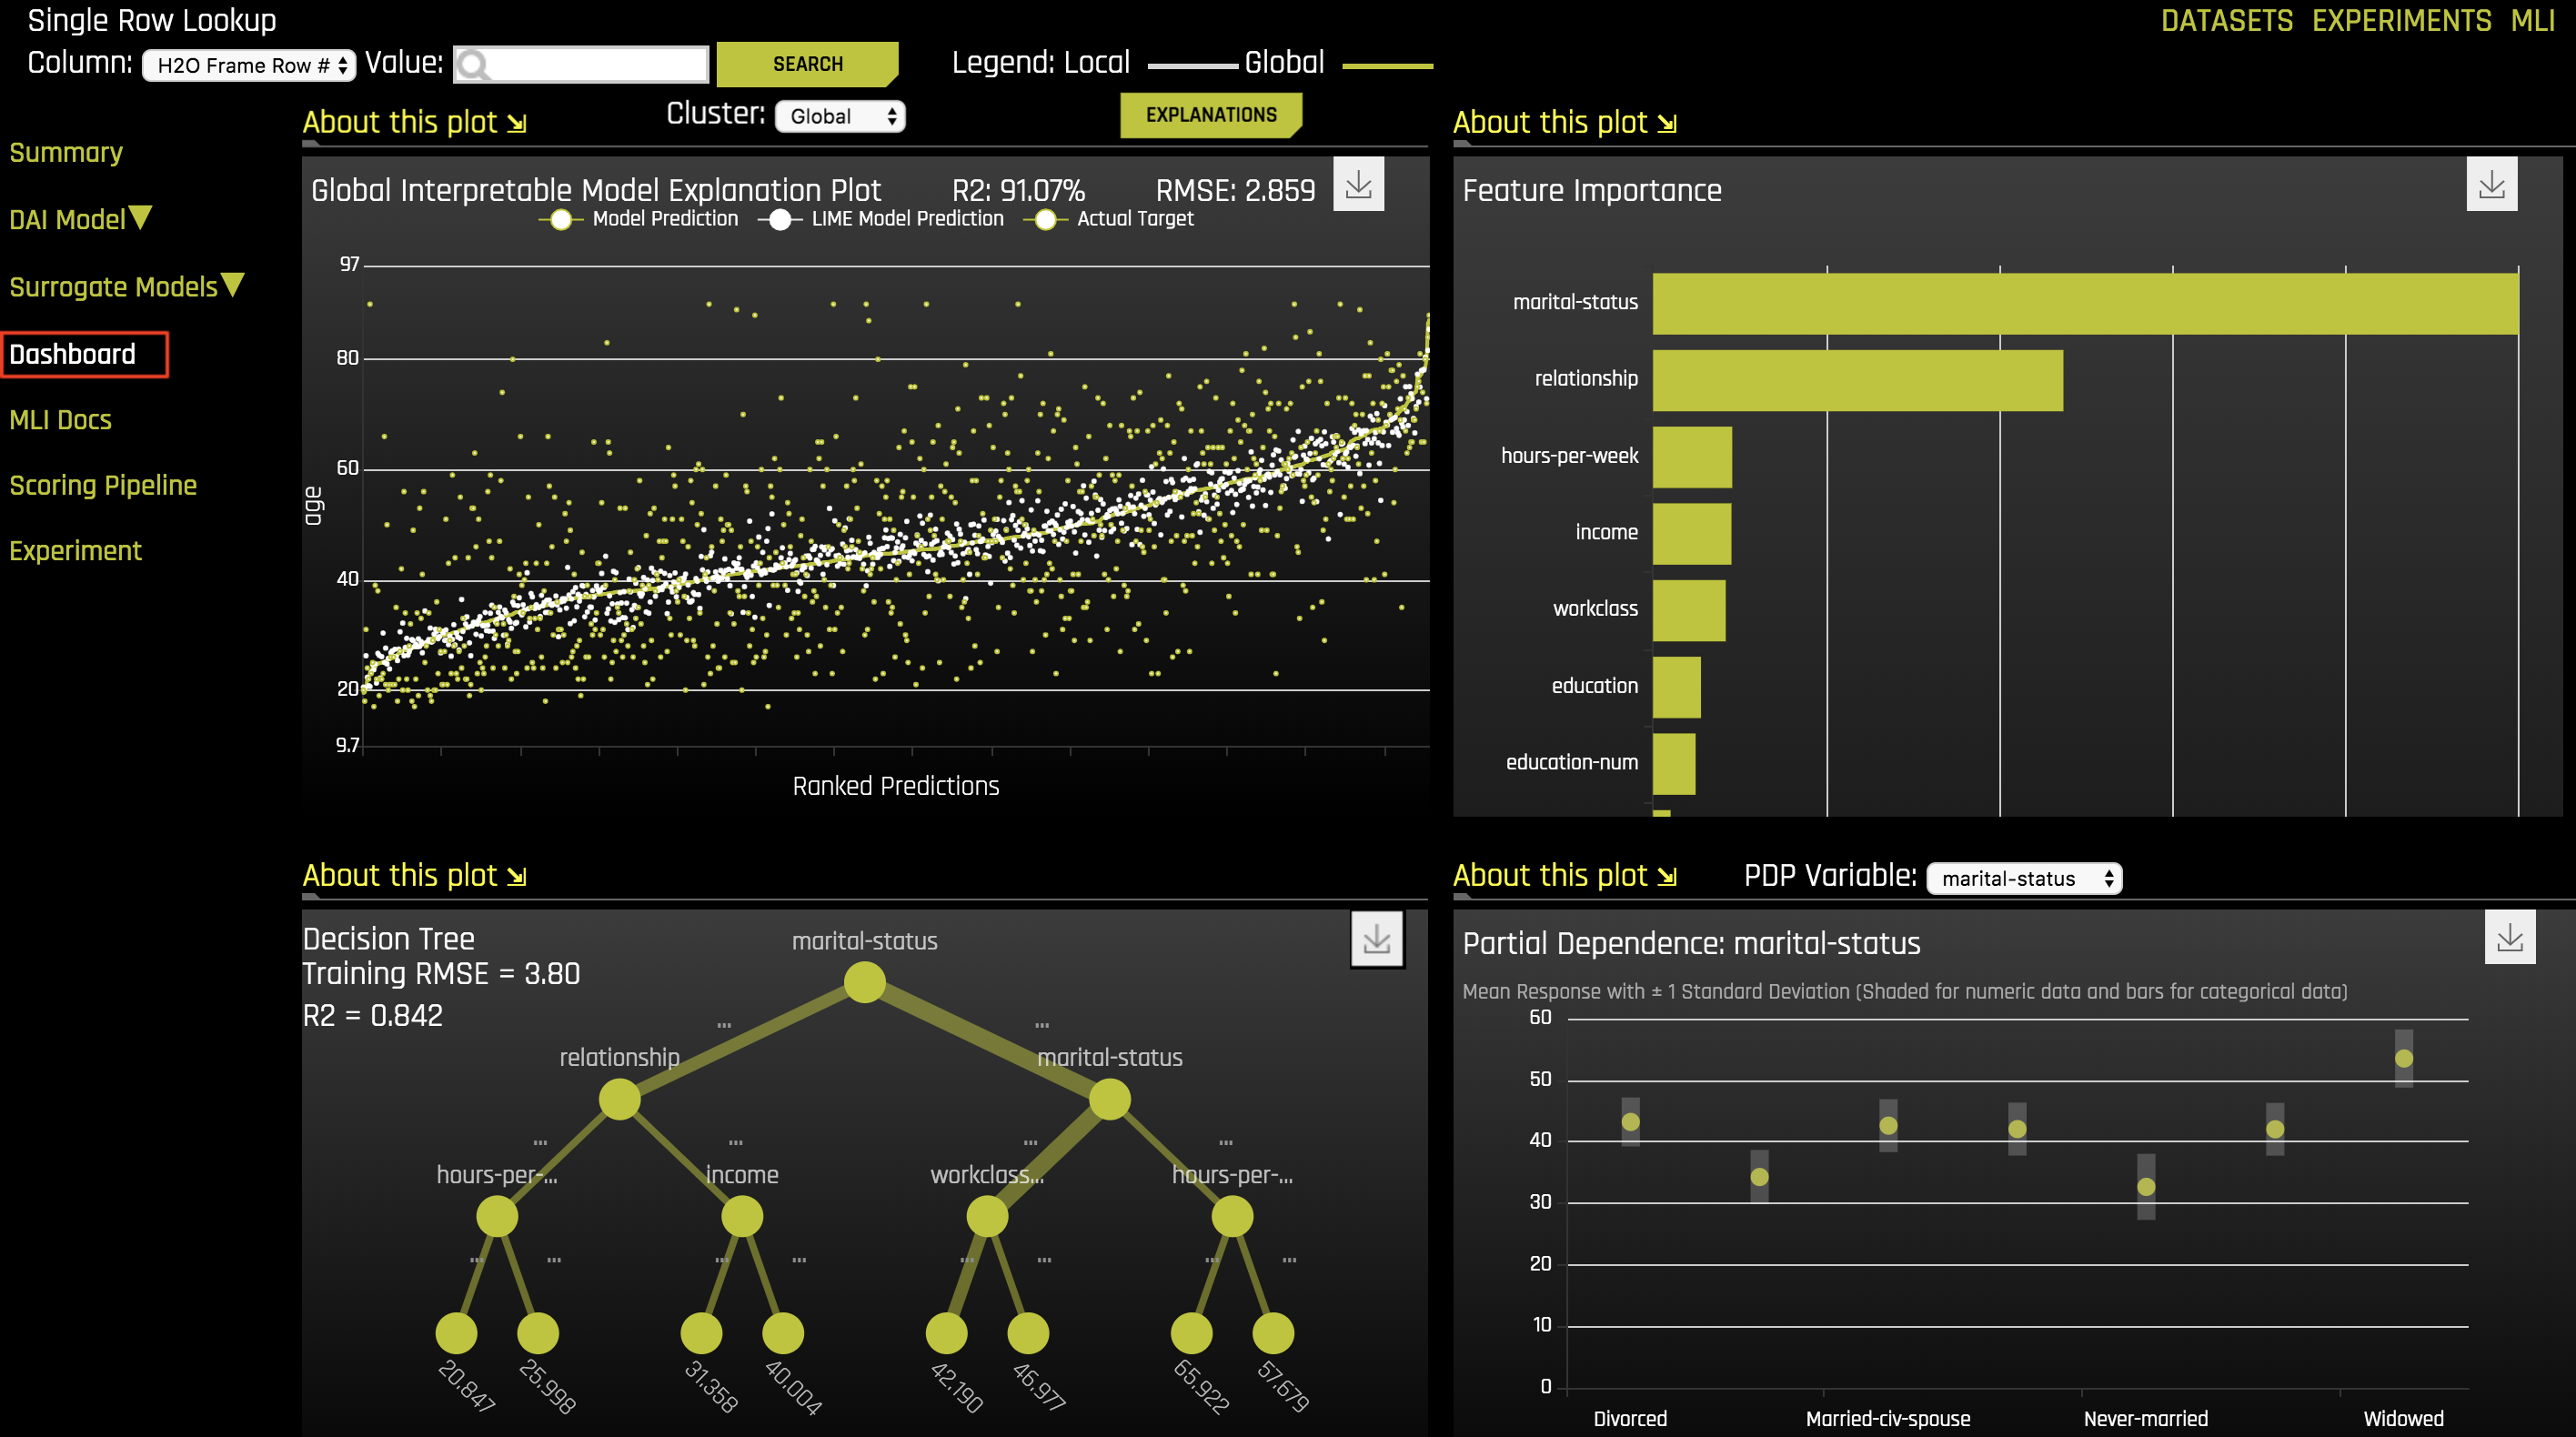 Single Row Lookup
DATASETS EXPERIMENTS MLI
Column: H2O Frame Row # Value: SEARCH Legend: Local Global
About this plot Cluster: Global EXPLANATIONS
About this plot
Summary
DAI Model
Surrogate Models
Dashboard
MLI Docs
Scoring Pipeline
Experiment
Global Interpretable Model Explanation Plot R2: 91.07% RMSE: 2.859
Model Prediction LIME Model Prediction Actual Target
97
80
60
40
20
9.7
age
Ranked Predictions
Feature Importance
marital-status
relationship
hours-per-week
income
workclass
education
education-num
About this plot
Decision Tree
Training RMSE = 3.80
R2 = 0.842
marital-status
... ...
relationship marital-status
... ... ... ...
hours-per-... income workclass... hours-per-...
... ... ... ... ... ... ... ...
20.847 25.998 31.358 40.004 42.190 46.977 65.922 57.679
About this plot PDP Variable: marital-status
Partial Dependence: marital-status
Mean Response with ± 1 Standard Deviation (Shaded for numeric data and bars for categorical data)
60
50
40
30
20
10
0
Divorced Married-civ-spouse Never-married Widowed